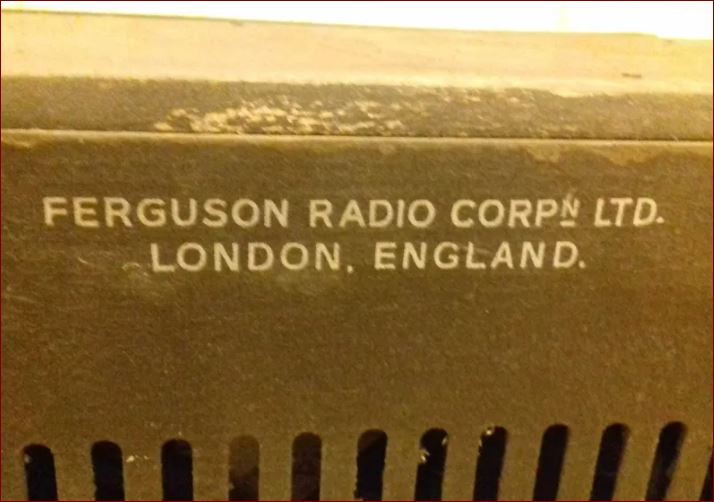 FERGUSON RADIO CORPᴺ LTD.
LONDON, ENGLAND.